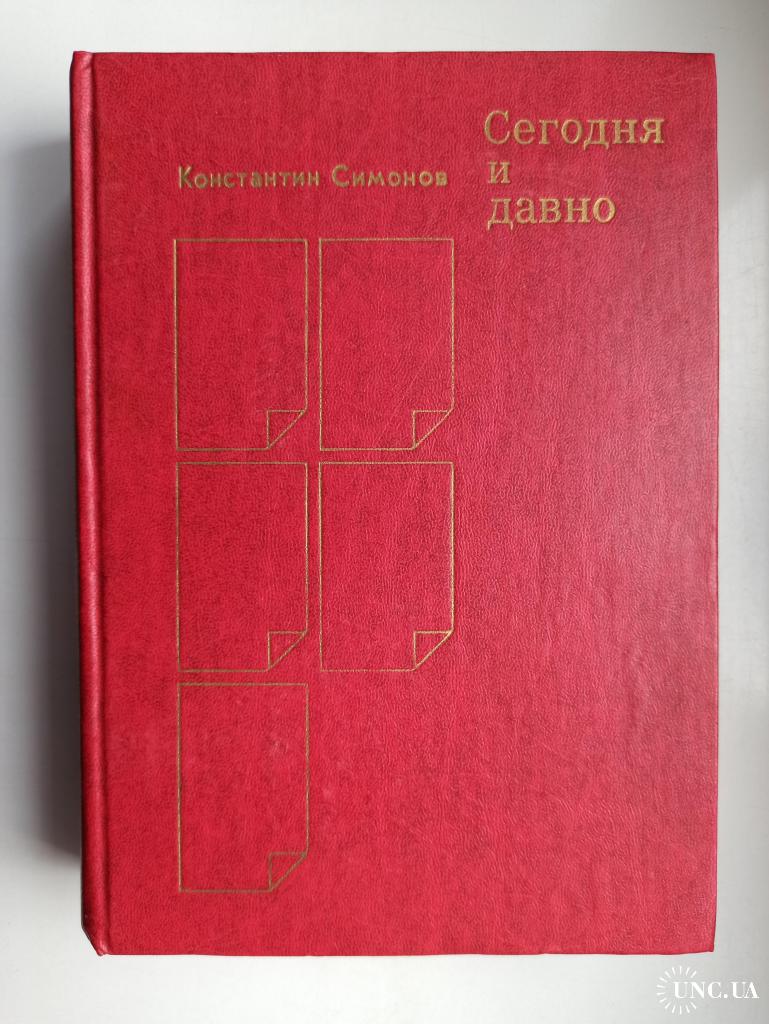 Сегодня
и
давно
Константин Симонов
UNC.UA